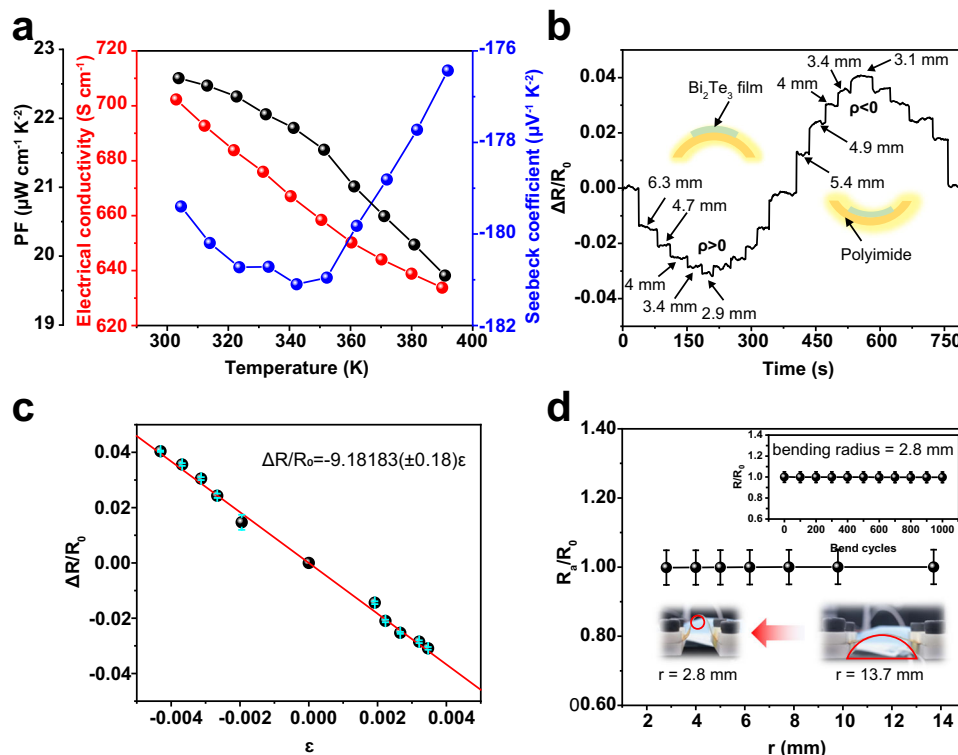 a
23
22
21
20
19
PF (μW cm⁻¹ K⁻²)
720
700
680
660
640
620
Electrical conductivity (S cm⁻¹)
-176
-178
-180
-182
Seebeck coefficient (μV⁻¹ K⁻²)
300 320 340 360 380 400
Temperature (K)
b
0.04
0.02
0.00
-0.02
-0.04
ΔR/R₀
Bi₂Te₃ film
3.4 mm
3.1 mm
4 mm
ρ<0
4.9 mm
5.4 mm
6.3 mm
4.7 mm
ρ>0
Polyimide
4 mm
3.4 mm
2.9 mm
0 150 300 450 600 750
Time (s)
c
0.04
0.02
0.00
-0.02
-0.04
ΔR/R₀
ΔR/R₀=-9.18183(±0.18)ε
-0.004 -0.002 0.000 0.002 0.004
ε
d
1.40
1.20
1.00
0.80
0.60
Rₐ/R₀
bending radius = 2.8 mm
1.4
1.2
1.0
0.8
0.6
R/R₀
0 200 400 600 800 1000
Bend cycles
r = 2.8 mm
r = 13.7 mm
2 4 6 8 10 12 14
r (mm)